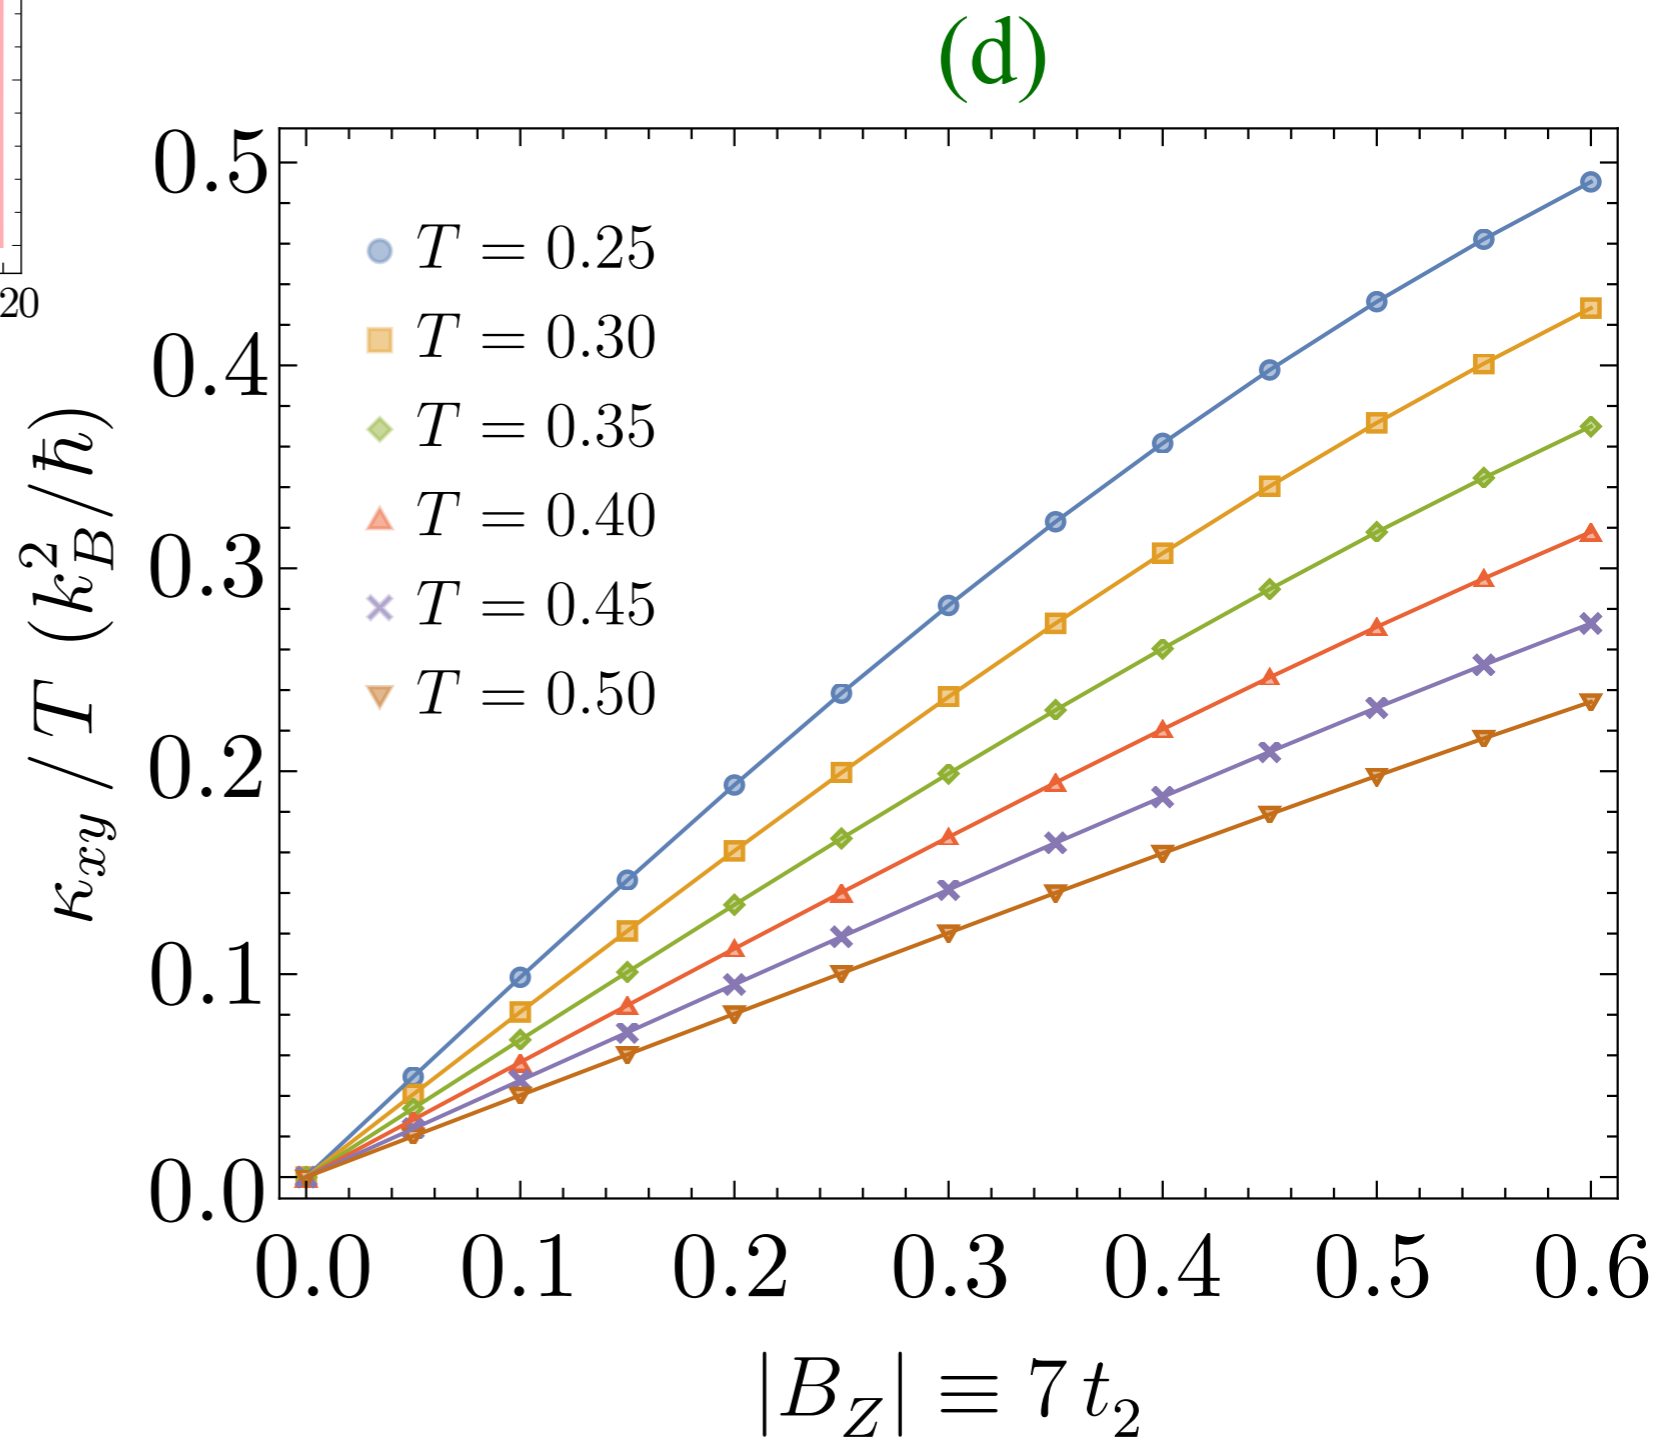 (d)
20
κxy / T (k²B/ħ)
0.5
0.4
0.3
0.2
0.1
0.0
T = 0.25
T = 0.30
T = 0.35
T = 0.40
T = 0.45
T = 0.50
0.0 0.1 0.2 0.3 0.4 0.5 0.6
|BZ| ≡ 7 t2